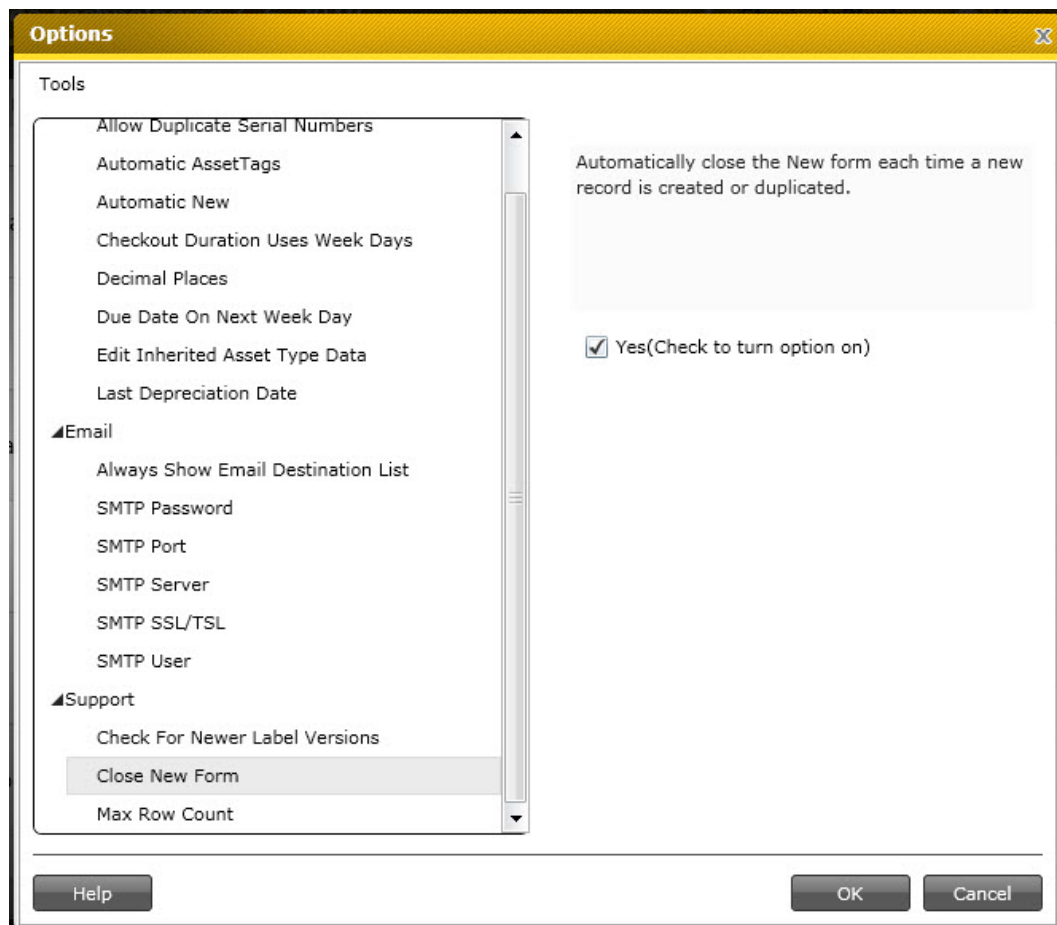 Options
Tools
Allow Duplicate Serial Numbers
Automatic AssetTags
Automatic New
Checkout Duration Uses Week Days
Decimal Places
Due Date On Next Week Day
Edit Inherited Asset Type Data
Last Depreciation Date
Email
Always Show Email Destination List
SMTP Password
SMTP Port
SMTP Server
SMTP SSL/TSL
SMTP User
Support
Check For Newer Label Versions
Close New Form
Max Row Count
Automatically close the New form each time a new
record is created or duplicated.
Yes(Check to turn option on)
Help
OK
Cancel